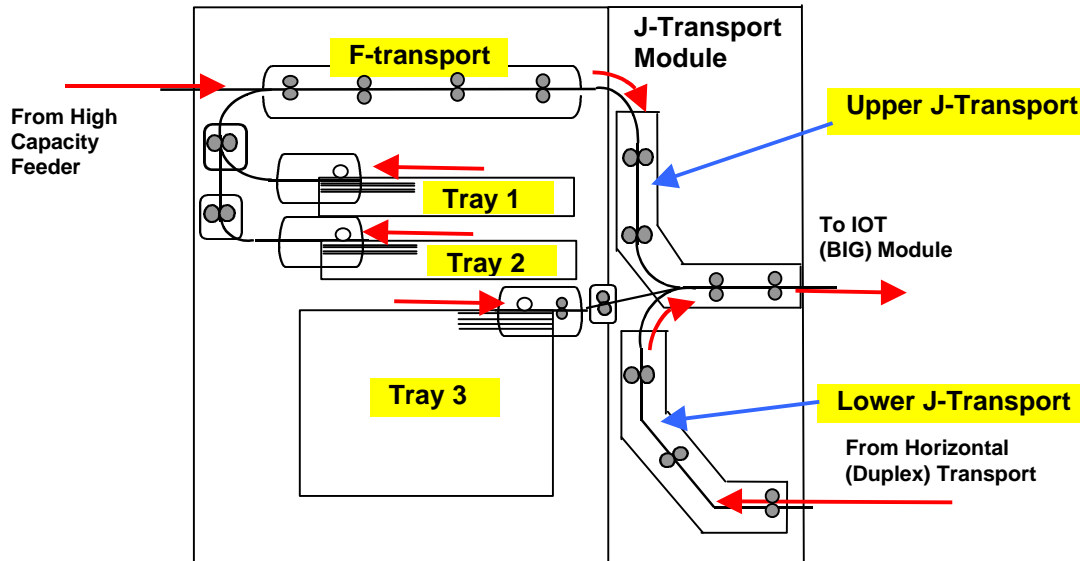 J-Transport
Module
F-transport
From High
Capacity
Feeder
Upper J-Transport
Tray 1
Tray 2
To IOT
(BIG) Module
Tray 3
Lower J-Transport
From Horizontal
(Duplex) Transport